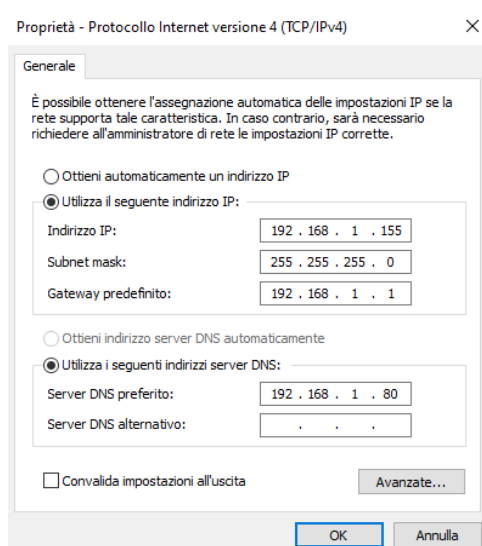 Proprietà - Protocollo Internet versione 4 (TCP/IPv4)
Generale
È possibile ottenere l'assegnazione automatica delle impostazioni IP se la
rete supporta tale caratteristica. In caso contrario, sarà necessario
richiedere all'amministratore di rete le impostazioni IP corrette.
Ottieni automaticamente un indirizzo IP
Utilizza il seguente indirizzo IP:
Indirizzo IP: 192 . 168 . 1 . 155
Subnet mask: 255 . 255 . 255 . 0
Gateway predefinito: 192 . 168 . 1 . 1
Ottieni indirizzo server DNS automaticamente
Utilizza i seguenti indirizzi server DNS:
Server DNS preferito: 192 . 168 . 1 . 80
Server DNS alternativo: . . .
Convalida impostazioni all'uscita Avanzate...
OK Annulla